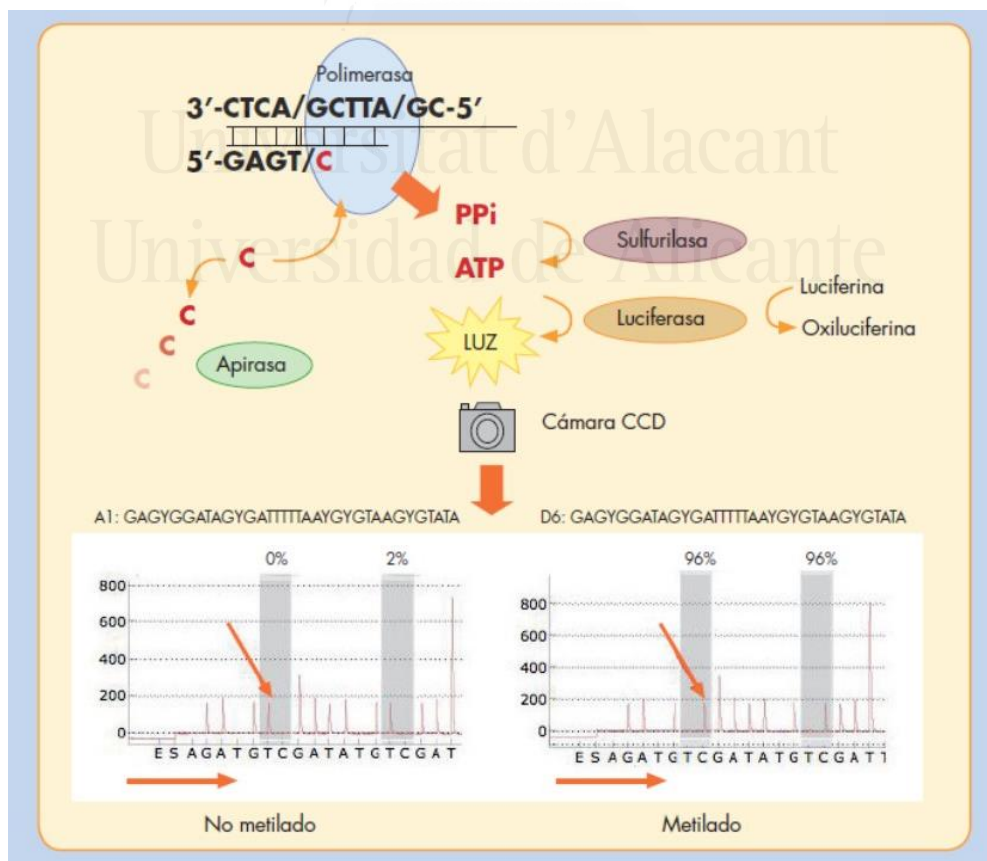 Polimerasa
3′-CTCA/GCTTA/GC-5′
5′-GAGT/C
Universitat d’Alacant
Universidad de Alicante
PPi
Sulfurilasa
C
ATP
Luciferina
C
LUZ
Luciferasa
Oxiluciferina
C
Apirasa
C
Cámara CCD
A1: GAGYGGATAGYGATTTTTAAYGYGTAAGYGTATA
D6: GAGYGGATAGYGATTTTTAAYGYGTAAGYGTATA
0% 2%
96% 96%
800
600
400
200
0
E S A G A T G T C G A T A T G T C G A T
800
600
400
200
0
E S A G A T G T C G A T A T G T C G A T T
No metilado
Metilado